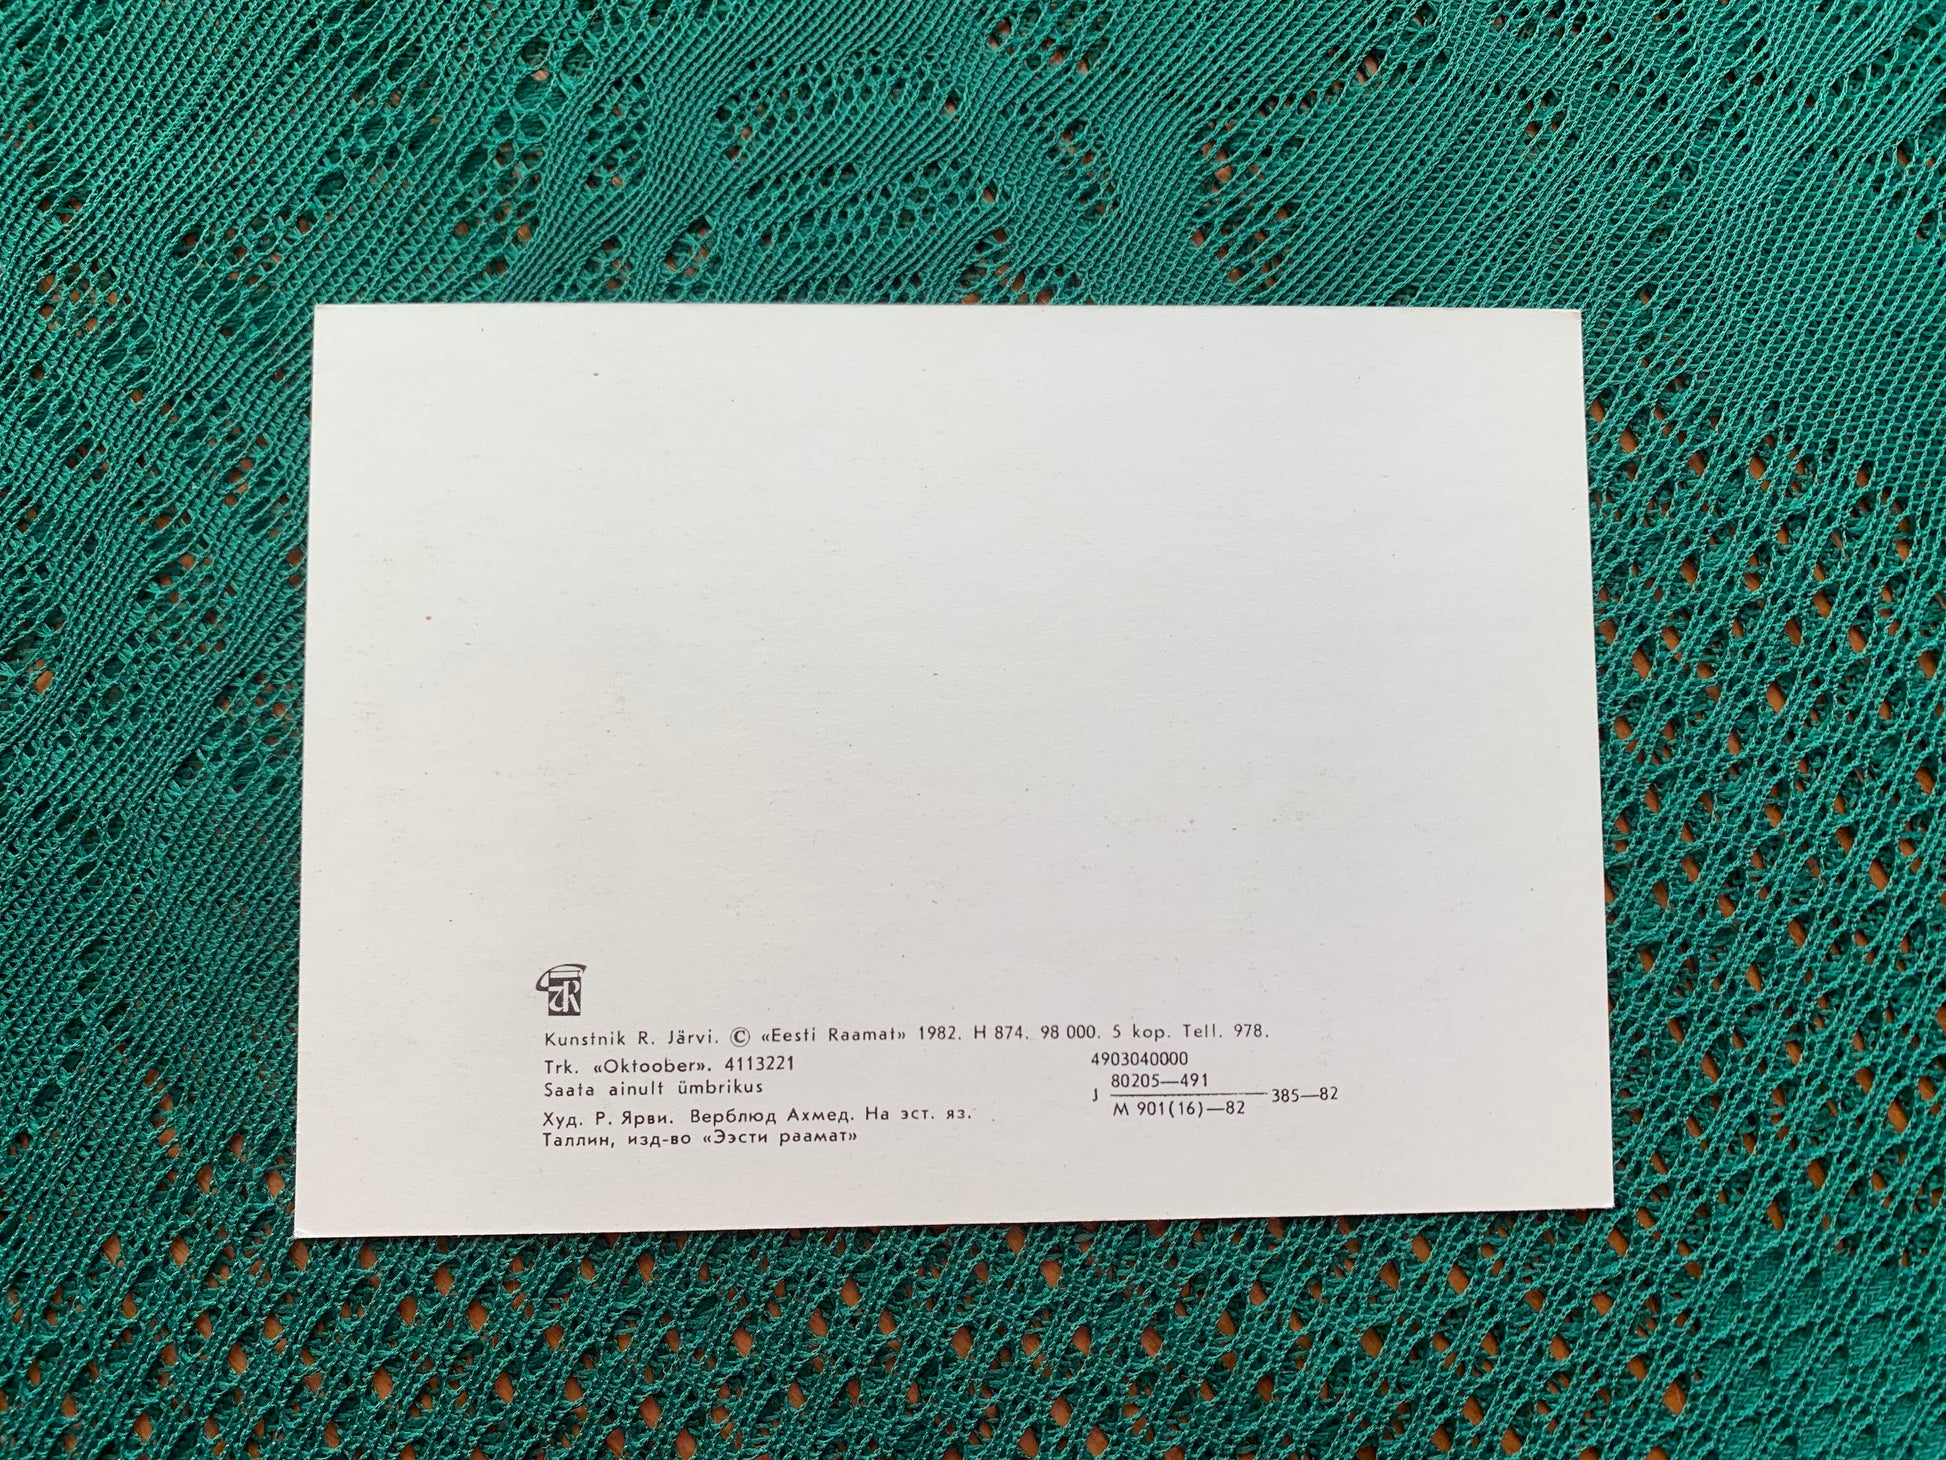 Kunstnik R. Järvi. © «Eesti Raamat» 1982. H 874. 98 000. 5 kop. Tell. 978.
Trk. «Oktoober». 4113221
Saata ainult ümbrikus
4903040000
80205—491
J ——— 385—82
M 901(16)—82
Худ. Р. Ярви. Верблюд Ахмед. На эст. яз.
Таллин, изд-во «Ээсти раамат»